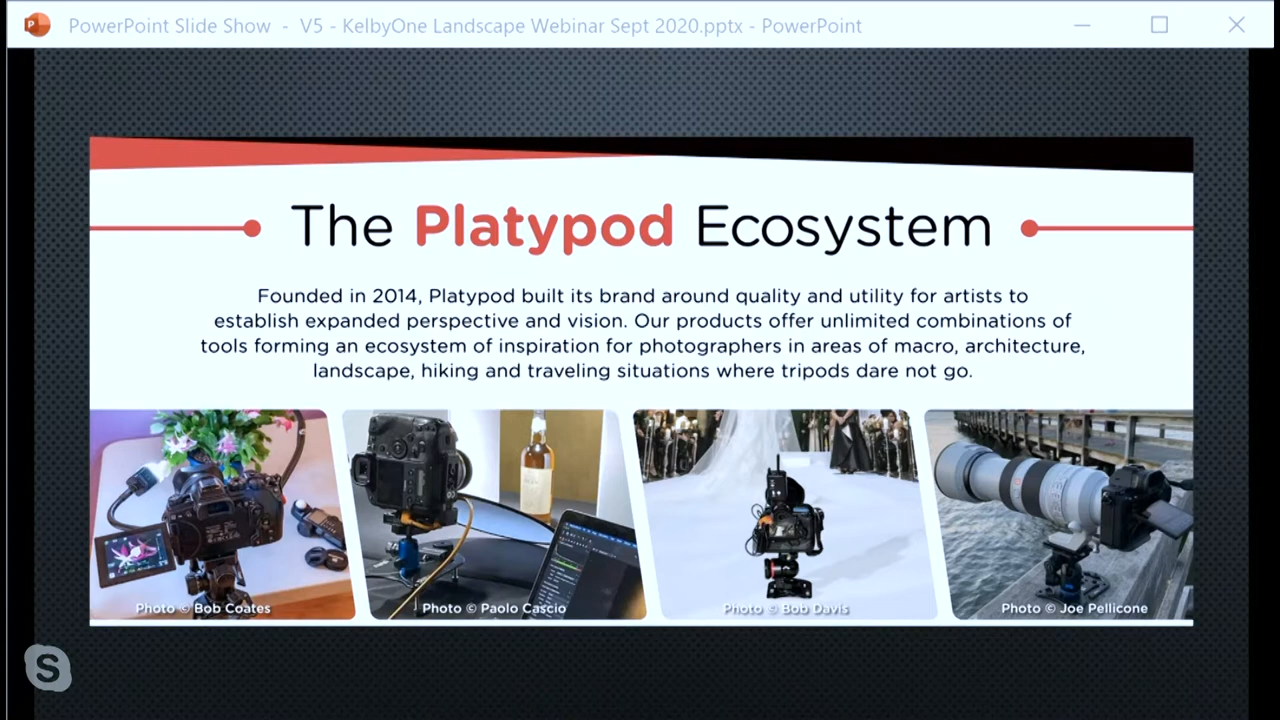 PowerPoint Slide Show - V5 - KelbyOne Landscape Webinar Sept 2020.pptx - PowerPoint
The Platypod Ecosystem
Founded in 2014, Platypod built its brand around quality and utility for artists to
establish expanded perspective and vision. Our products offer unlimited combinations of
tools forming an ecosystem of inspiration for photographers in areas of macro, architecture,
landscape, hiking and traveling situations where tripods dare not go.
Photo © Bob Coates
Photo © Paolo Cascio
Photo © Bob Davis
Photo © Joe Pellicone
S